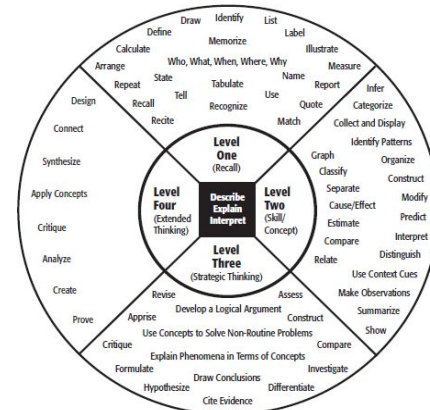 Draw
Identify
List
Define
Label
Memorize
Calculate
Illustrate
Arrange
Who, What, When, Where, Why
Measure
State
Name
Repeat
Tabulate
Report
Tell
Use
Recall
Recognize
Quote
Recite
Match
Infer
Categorize
Collect and Display
Identify Patterns
Graph
Organize
Classify
Construct
Separate
Modify
Cause/Effect
Predict
Estimate
Interpret
Compare
Distinguish
Relate
Use Context Cues
Make Observations
Summarize
Show
Level
One
(Recall)
Level
Two
(Skill/
Concept)
Level
Three
(Strategic Thinking)
Level
Four
(Extended
Thinking)
Describe
Explain
Interpret
Revise
Assess
Develop a Logical Argument
Apprise
Construct
Use Concepts to Solve Non-Routine Problems
Critique
Compare
Explain Phenomena in Terms of Concepts
Formulate
Investigate
Draw Conclusions
Hypothesize
Differentiate
Cite Evidence
Design
Connect
Synthesize
Apply Concepts
Critique
Analyze
Create
Prove